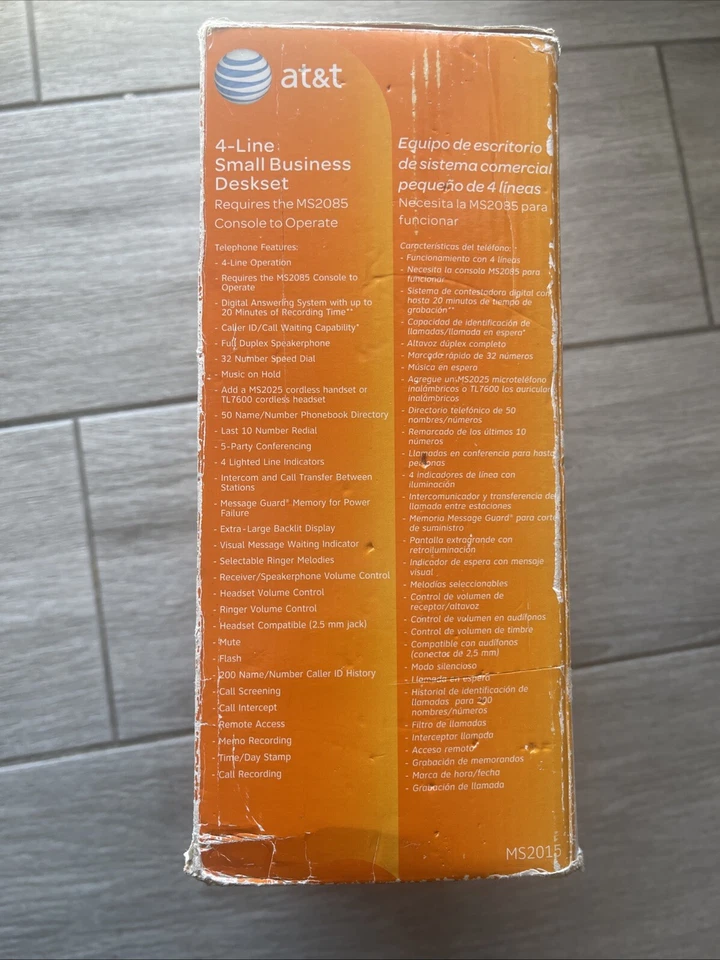 at&t
4-Line
Small Business
Deskset
Requires the MS2085
Console to Operate
Telephone Features:
- 4-Line Operation
- Requires the MS2085 Console to
Operate
- Digital Answering System with up to
20 Minutes of Recording Time**
- Caller ID/Call Waiting Capability*
- Full Duplex Speakerphone
- 32 Number Speed Dial
- Music on Hold
- Add a MS2025 cordless handset or
TL7600 cordless headset
- 50 Name/Number Phonebook Directory
- Last 10 Number Redial
- 5-Party Conferencing
- 4 Lighted Line Indicators
- Intercom and Call Transfer Between
Stations
- Message Guard® Memory for Power
Failure
- Extra-Large Backlit Display
- Visual Message Waiting Indicator
- Selectable Ringer Melodies
- Receiver/Speakerphone Volume Control
- Headset Volume Control
- Ringer Volume Control
- Headset Compatible (2.5 mm jack)
- Mute
- Flash
- 200 Name/Number Caller ID History
- Call Screening
- Call Intercept
- Remote Access
- Memo Recording
- Time/Day Stamp
- Call Recording
Equipo de escritorio
de sistema comercial
pequeño de 4 líneas
Necesita la MS2085 para
funcionar
Características del teléfono:
- Funcionamiento con 4 líneas
- Necesita la consola MS2085 para
funcionar
- Sistema de contestadora digital con
hasta 20 minutos de tiempo de
grabación**
- Capacidad de identificación de
llamadas/llamada en espera*
- Altavoz dúplex completo
- Marcado rápido de 32 números
- Música en espera
- Agregue un MS2025 microteléfono
inalámbricos o TL7600 los auricular
inalámbricos
- Directorio telefónico de 50
nombres/números
- Remarcado de los últimos 10
números
- Llamadas en conferencia para hasta
personas
- 4 indicadores de línea con
iluminación
- Intercomunicador y transferencia de
llamada entre estaciones
- Memoria Message Guard® para corte
de suministro
- Pantalla extragrande con
retroiluminación
- Indicador de espera con mensaje
visual
- Melodías seleccionables
- Control de volumen de
receptor/altavoz
- Control de volumen en audífonos
- Control de volumen de timbre
- Compatible con audífonos
(conector de 2,5 mm)
- Modo silencioso
- Llamada en espera
- Historial de identificación de
llamadas para 200
nombres/números
- Filtro de llamadas
- Interceptar llamada
- Acceso remoto
- Grabación de memorandos
- Marca de hora/fecha
- Grabación de llamada
MS2015